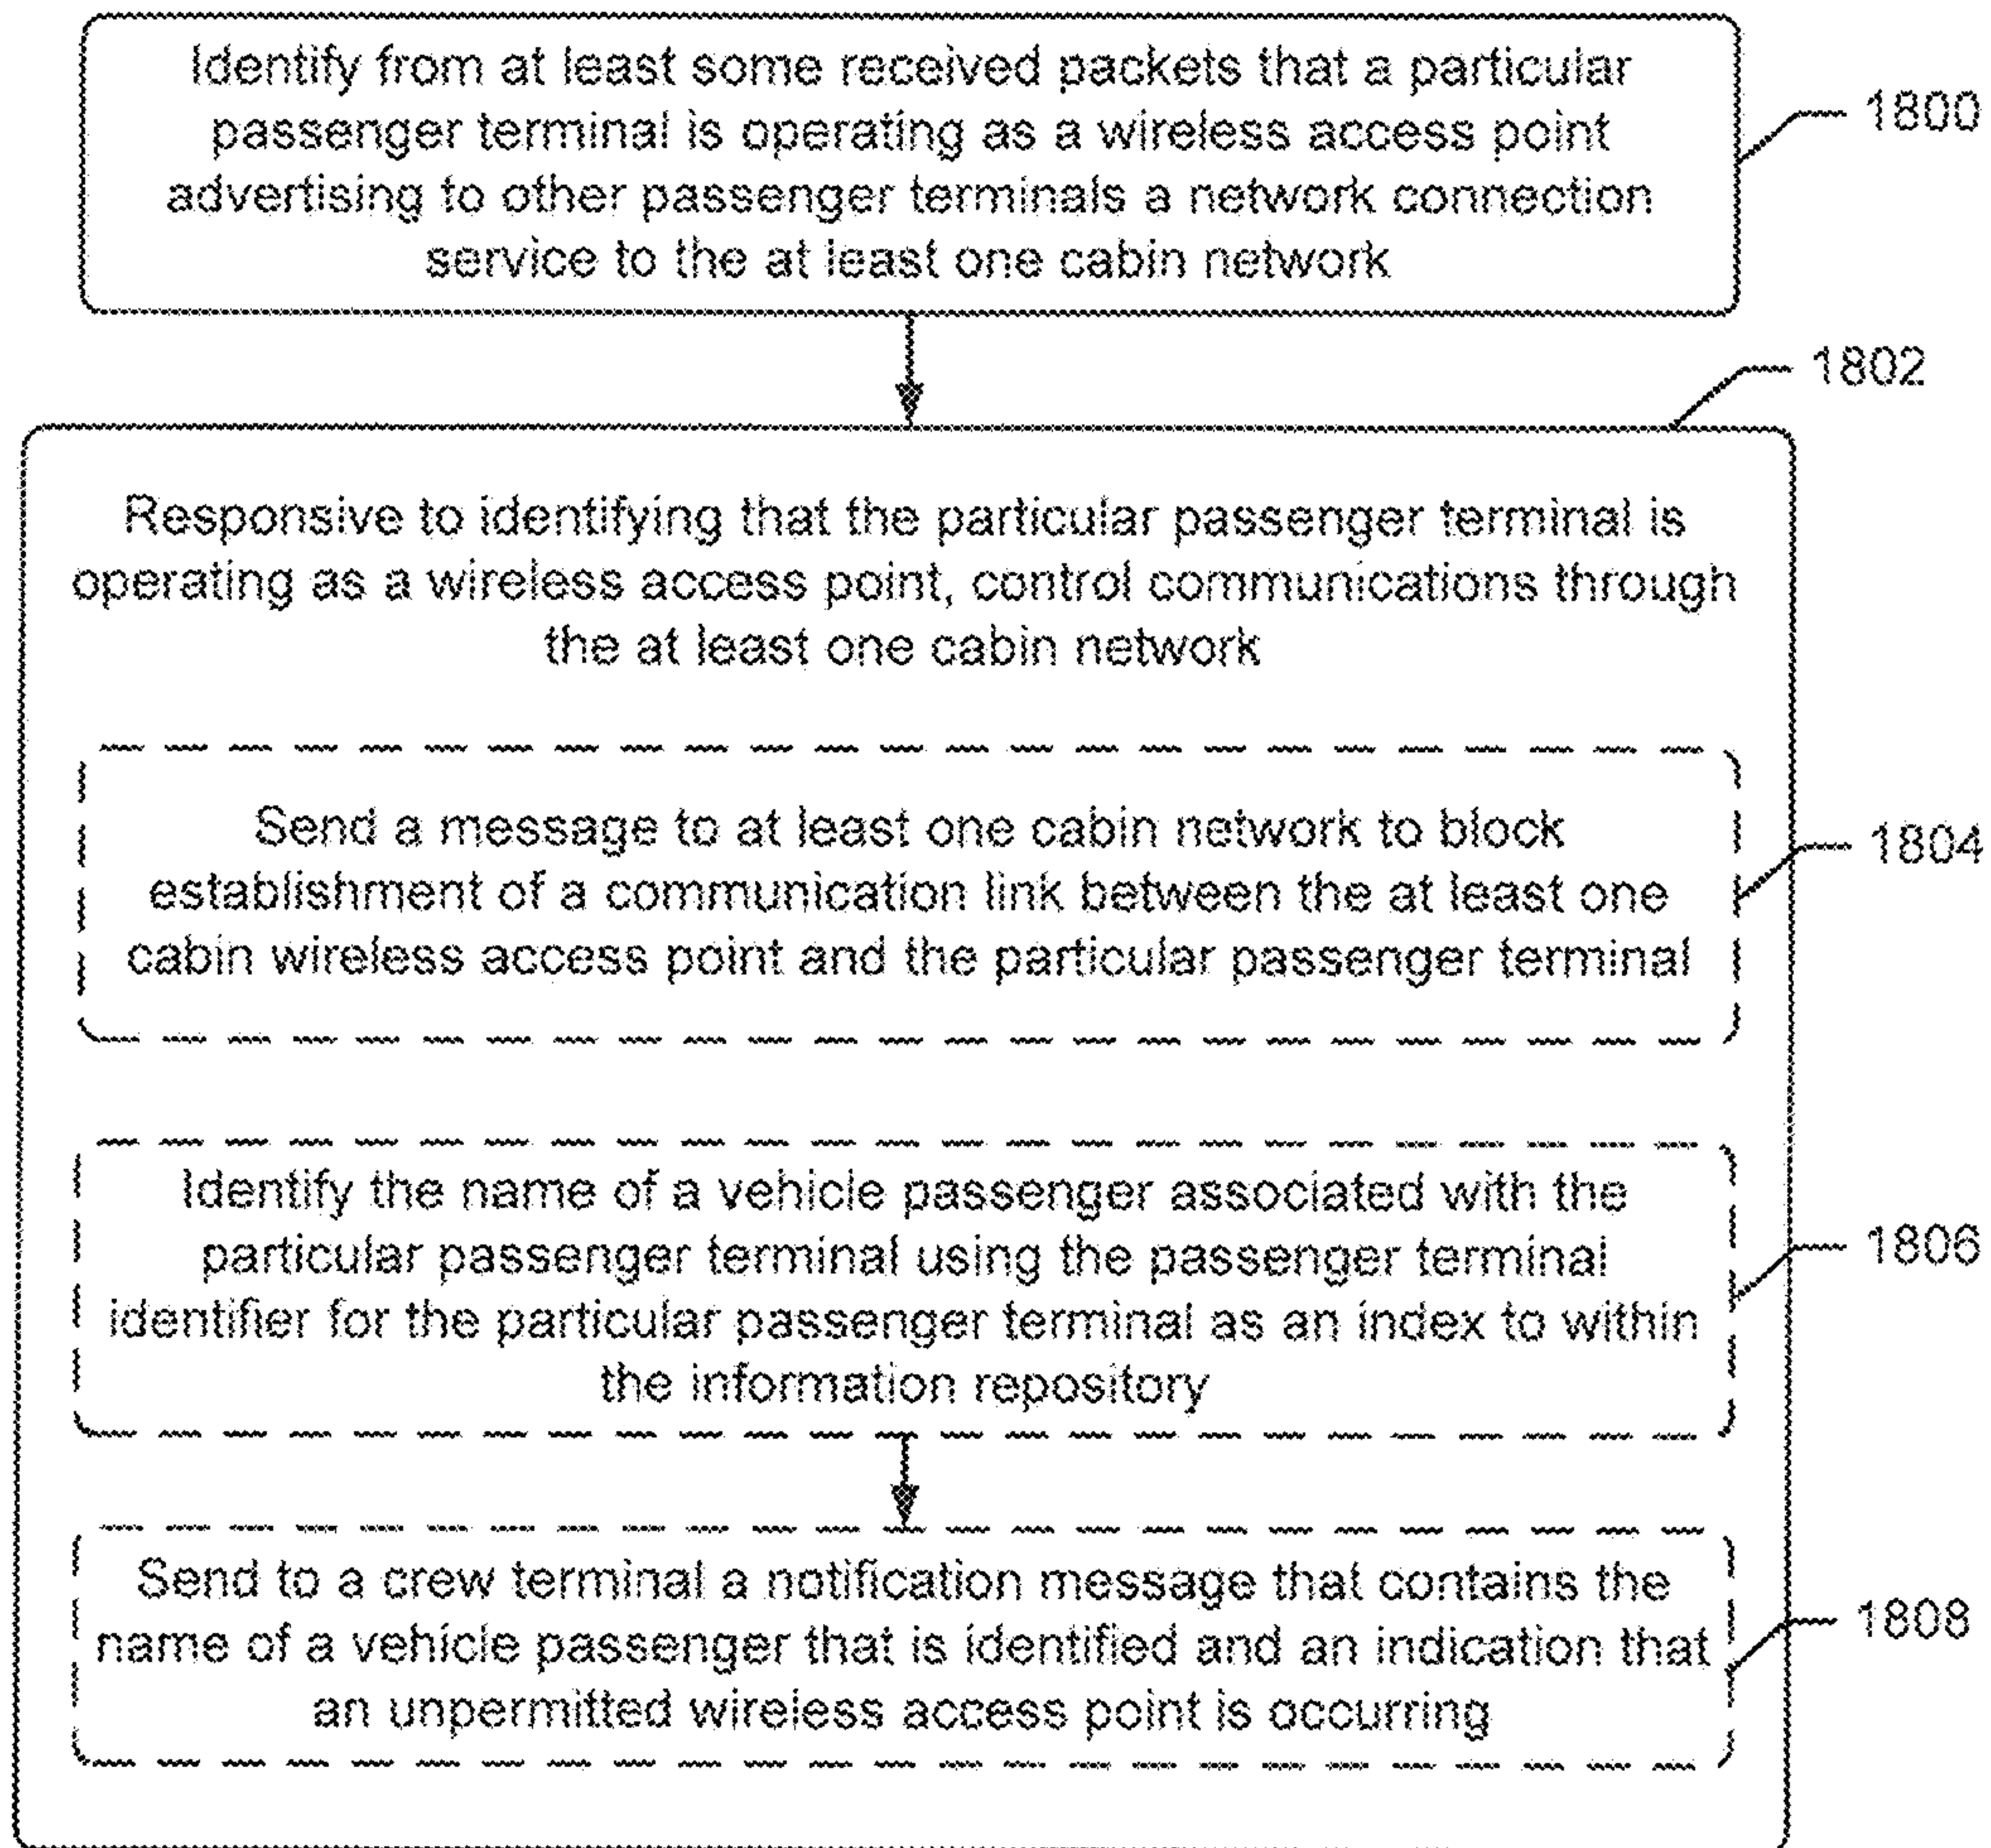 Identify from at least some received packets that a particular
passenger terminal is operating as a wireless access point
advertising to other passenger terminals a network connection
service to the at least one cabin network
1800
1802
Responsive to identifying that the particular passenger terminal is
operating as a wireless access point, control communications through
the at least one cabin network
Send a message to at least one cabin network to block
establishment of a communication link between the at least one
cabin wireless access point and the particular passenger terminal
1804
Identify the name of a vehicle passenger associated with the
particular passenger terminal using the passenger terminal
identifier for the particular passenger terminal as an index to within
the information repository
1806
Send to a crew terminal a notification message that contains the
name of a vehicle passenger that is identified and an indication that
an unpermitted wireless access point is occurring
1808